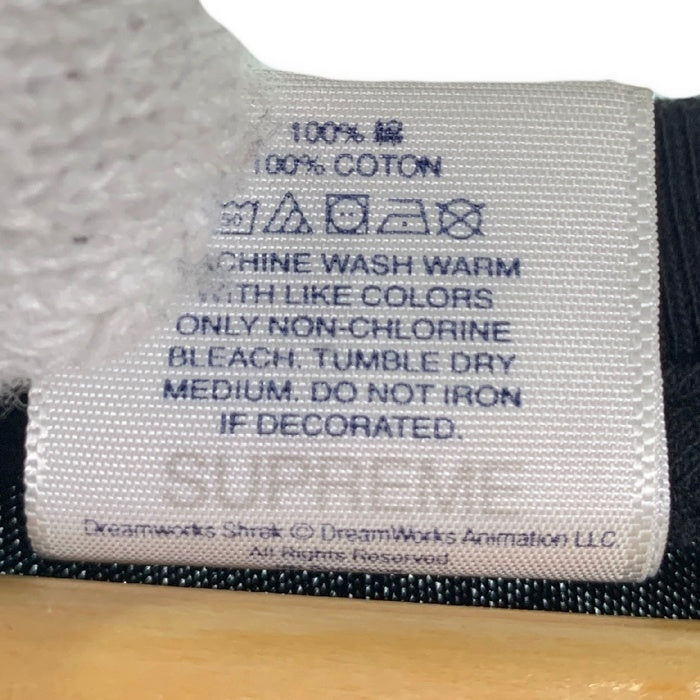 100% 綿
100% COTON
50
MACHINE WASH WARM
WITH LIKE COLORS
ONLY NON-CHLORINE
BLEACH. TUMBLE DRY
MEDIUM. DO NOT IRON
IF DECORATED.
SUPREME
Dreamworks Shrek © DreamWorks Animation LLC.
All Rights Reserved